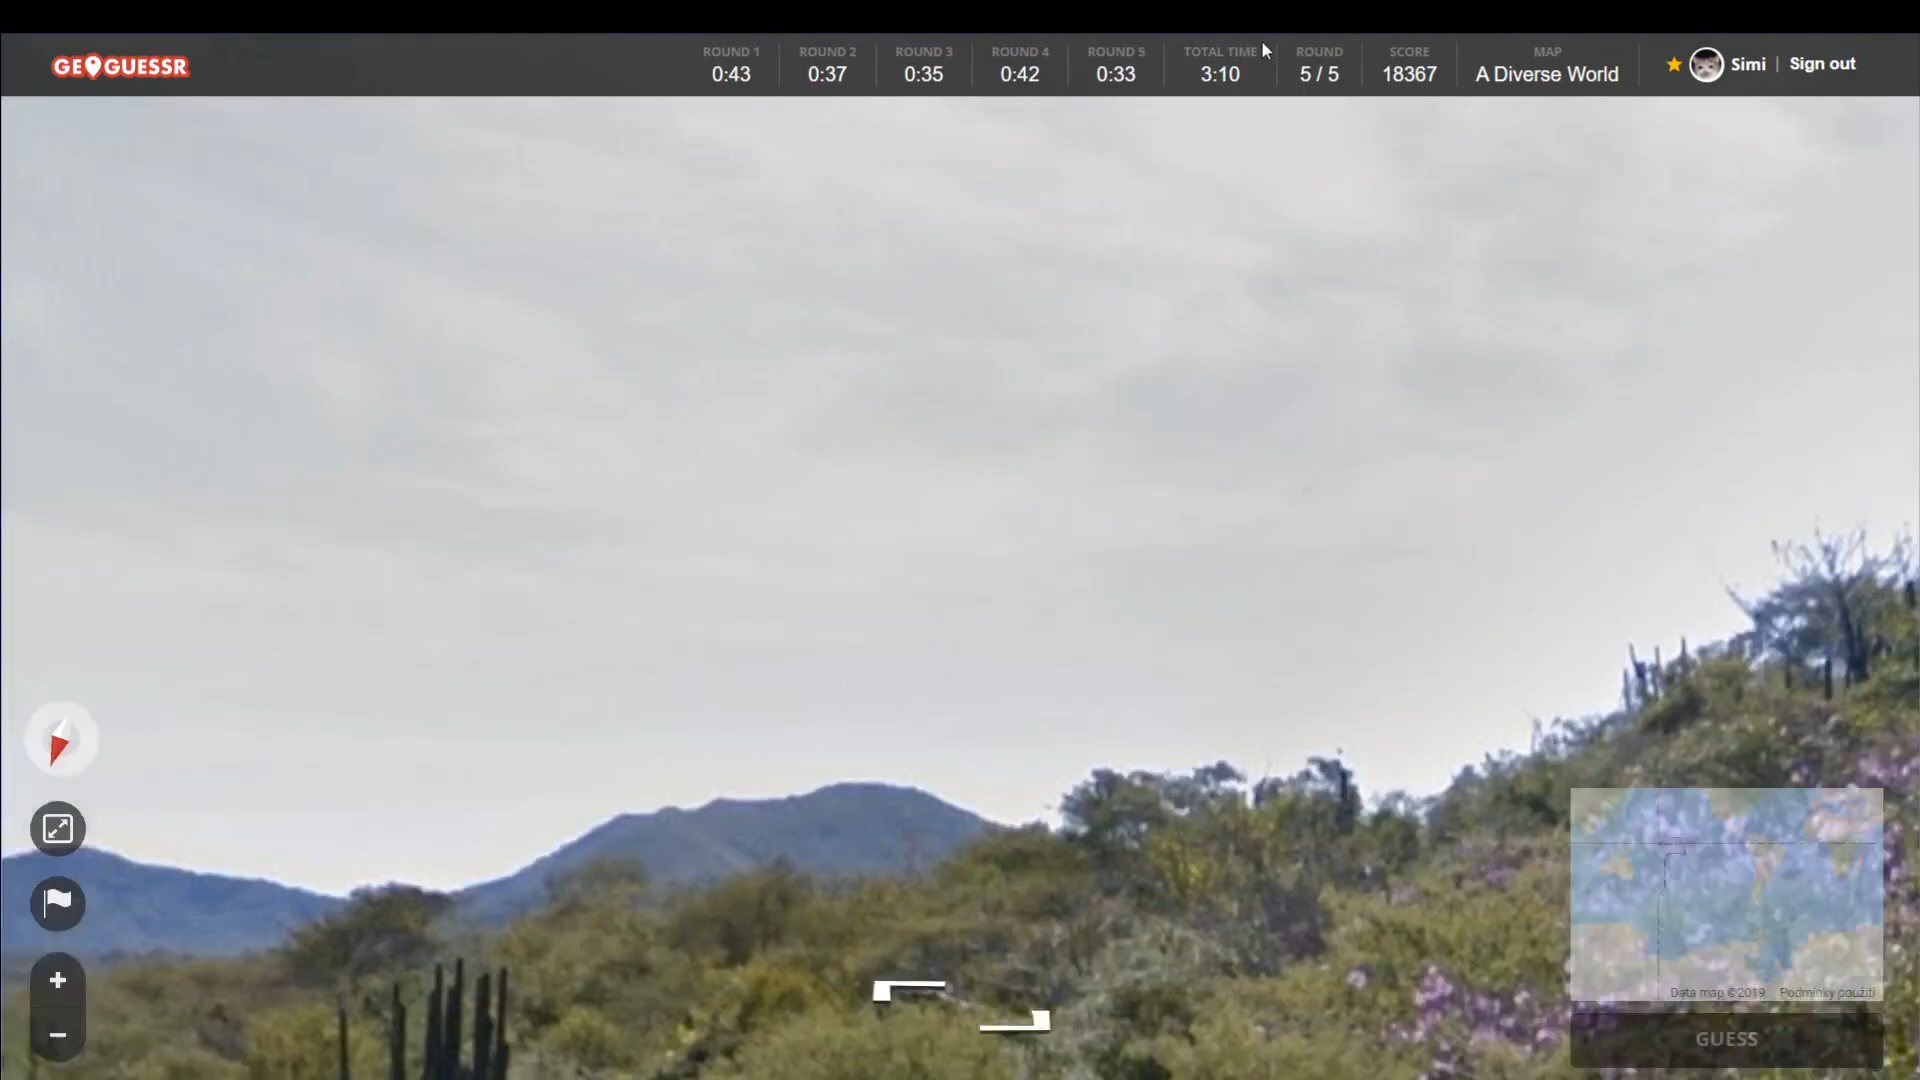 GEOGUESSR
ROUND 1
0:43
ROUND 2
0:37
ROUND 3
0:35
ROUND 4
0:42
ROUND 5
0:33
TOTAL TIME
3:10
ROUND
5 / 5
SCORE
18367
MAP
A Diverse World
Simi | Sign out
Data map ©2019 Podmínky použití
GUESS